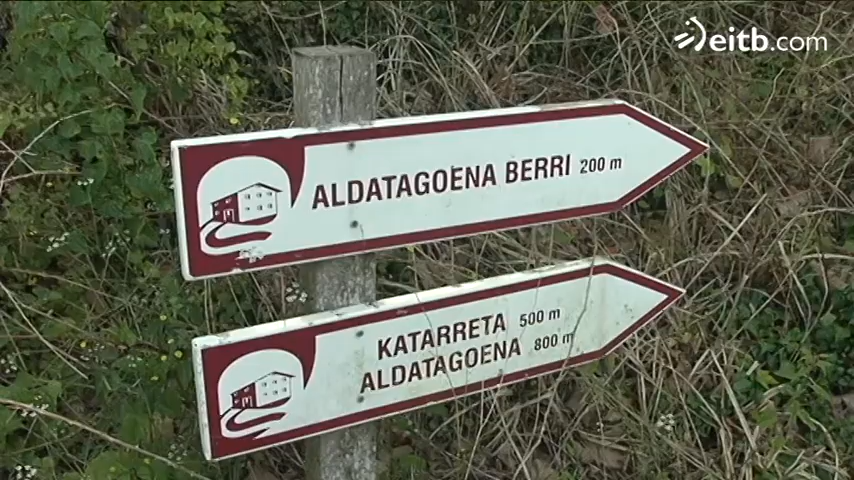 eitb.com
ALDATAGOENA BERRI 200 m
KATARRETA 500 m
ALDATAGOENA 800 m